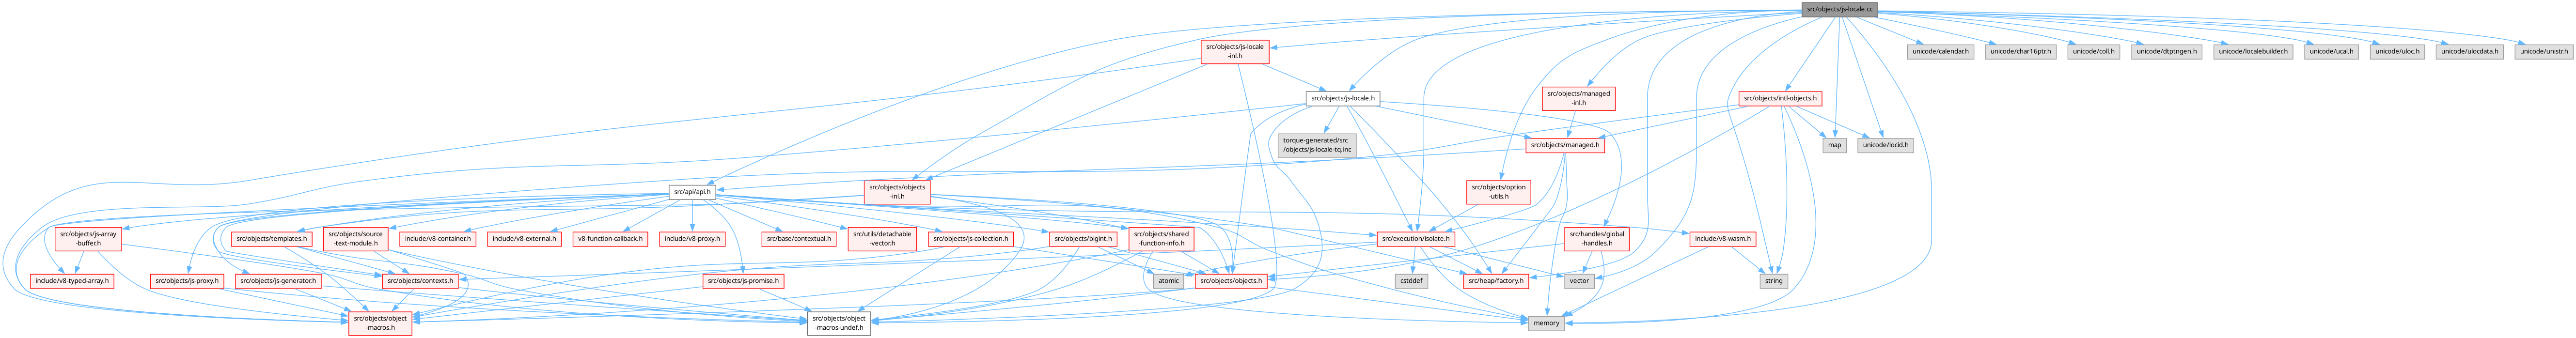 src/objects/js-locale.cc
src/objects/js-locale
-inl.h
unicode/calendar.h
unicode/char16ptr.h
unicode/coll.h
unicode/dtptngen.h
unicode/localebuilder.h
unicode/ucal.h
unicode/uloc.h
unicode/ulocdata.h
unicode/unistr.h
src/objects/js-locale.h
src/objects/managed
-inl.h
src/objects/intl-objects.h
torque-generated/src
/objects/js-locale-tq.inc
src/objects/managed.h
map
unicode/locid.h
src/api/api.h
src/objects/objects
-inl.h
src/objects/option
-utils.h
src/objects/js-array
-buffer.h
src/objects/templates.h
src/objects/source
-text-module.h
include/v8-container.h
include/v8-external.h
v8-function-callback.h
include/v8-proxy.h
src/base/contextual.h
src/utils/detachable
-vector.h
src/objects/js-collection.h
src/objects/bigint.h
src/objects/shared
-function-info.h
src/execution/isolate.h
src/handles/global
-handles.h
include/v8-wasm.h
include/v8-typed-array.h
src/objects/js-proxy.h
src/objects/js-generator.h
src/objects/contexts.h
src/objects/js-promise.h
atomic
src/objects/objects.h
cstddef
src/heap/factory.h
vector
string
src/objects/object
-macros.h
src/objects/object
-macros-undef.h
memory